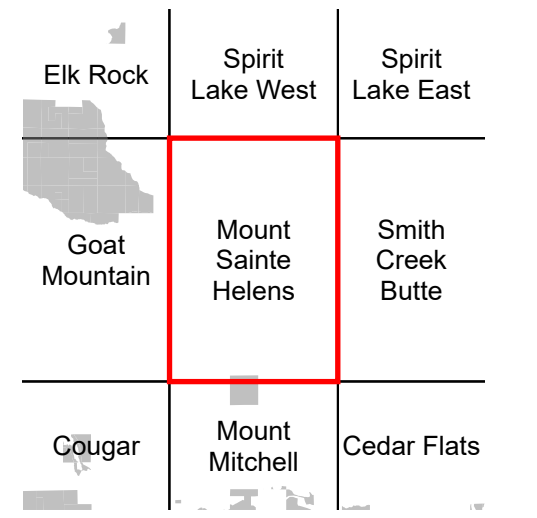 Elk Rock
Spirit
Lake West
Spirit
Lake East
Goat
Mountain
Mount
Sainte
Helens
Smith
Creek
Butte
Cougar
Mount
Mitchell
Cedar Flats